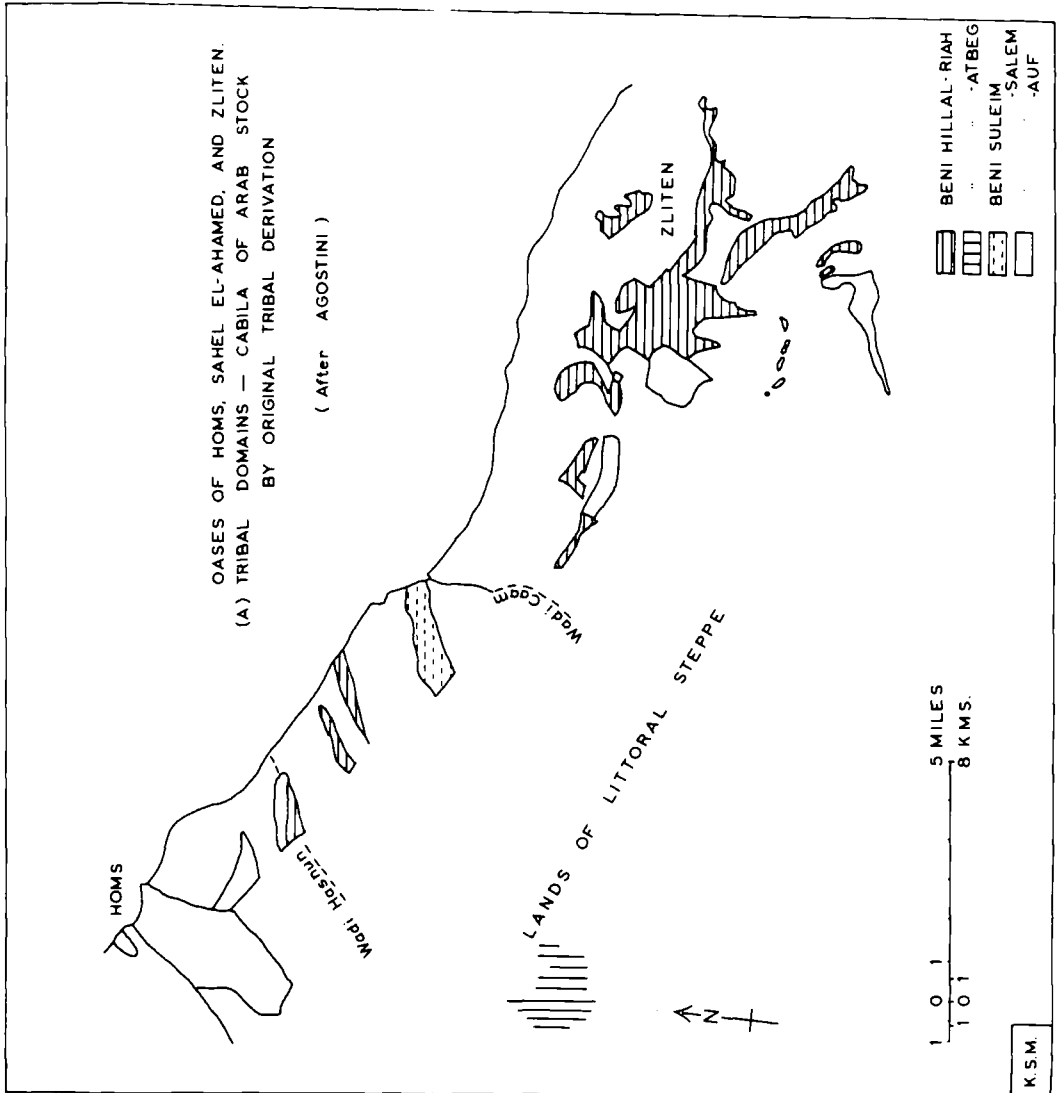 OASES OF HOMS, SAHEL EL-AHAMED, AND ZLITEN.
(A) TRIBAL DOMAINS — CABILA OF ARAB STOCK
BY ORIGINAL TRIBAL DERIVATION
( After AGOSTINI )
HOMS
Wadi Hasnun
Wadi Caam
ZLITEN
LANDS OF LITTORAL STEPPE
N
1 0 1 5 MILES
1 0 1 8 KMS.
BENI HILLAL - RIAH
" " - ATBEG
BENI SULEIM
" " - SALEM
" " - AUF
K.S.M.